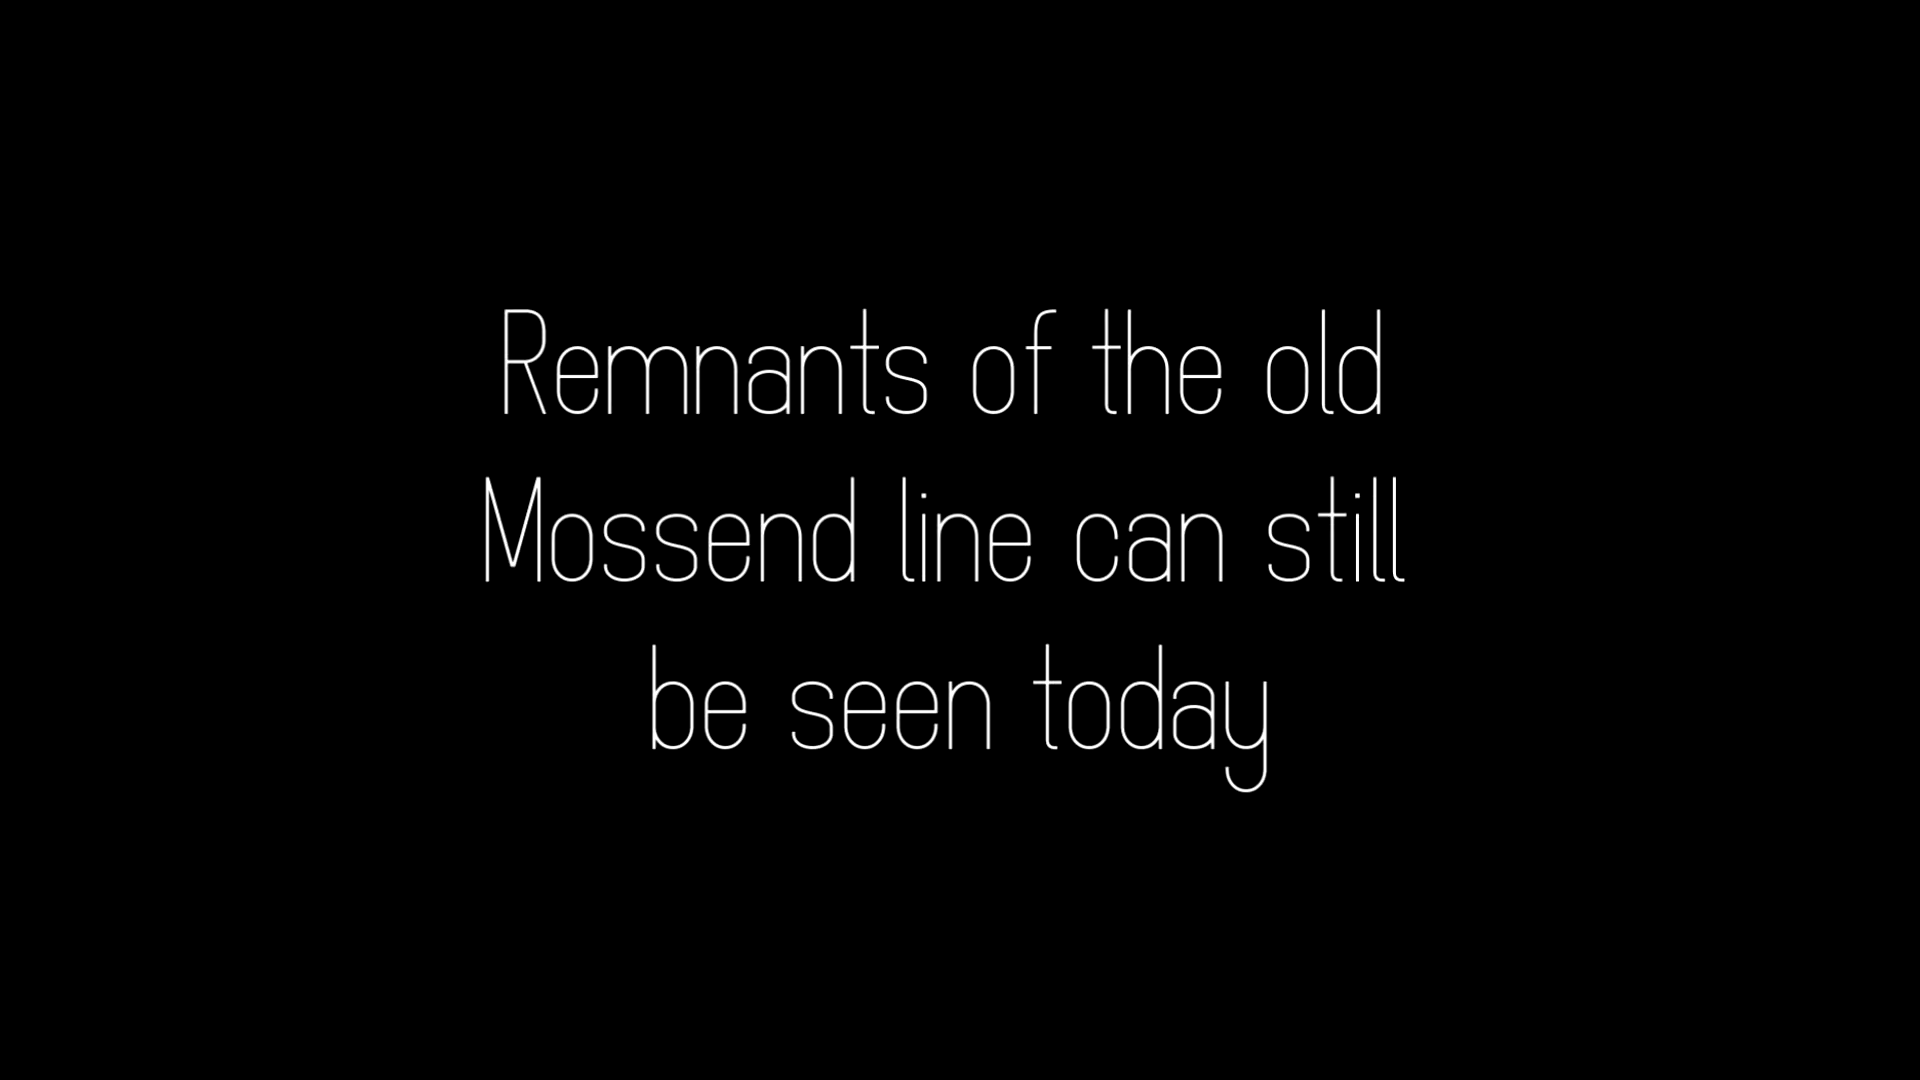 Remnants of the old
Mossend line can still
be seen today